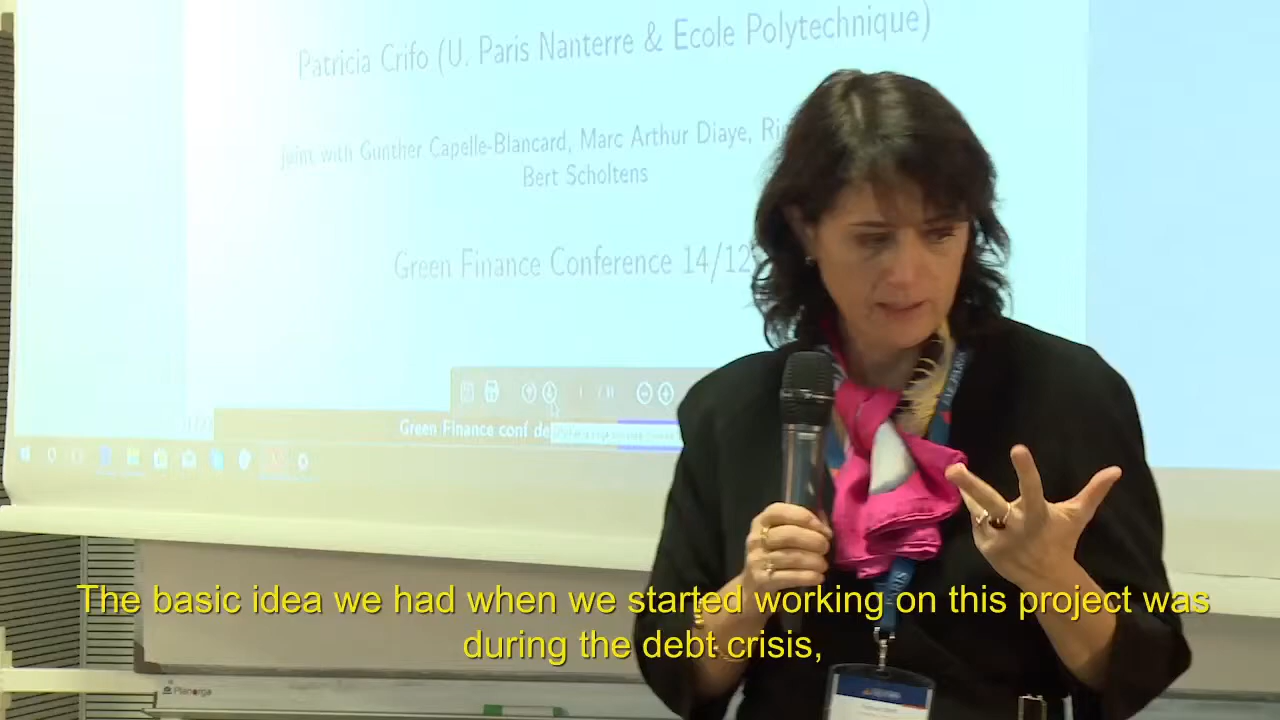 Patricia Crifo (U. Paris Nanterre & Ecole Polytechnique)
Joint with Gunther Capelle-Blancard, Marc Arthur Diaye,
Bert Scholtens
Green Finance Conference 14/12
Green Finance conf de
The basic idea we had when we started working on this project was
during the debt crisis,
Planorga